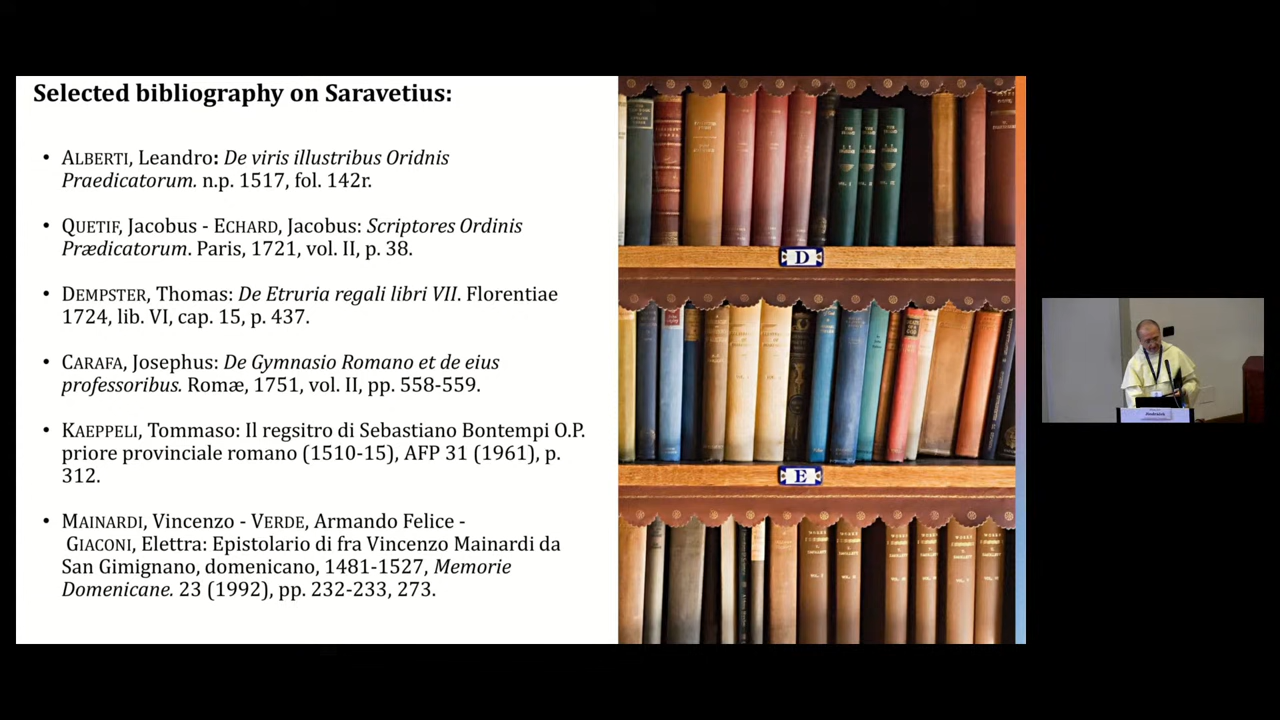 Selected bibliography on Saravetius:
• ALBERTI, Leandro: De viris illustribus Oridnis
Praedicatorum. n.p. 1517, fol. 142r.
• QUETIF, Jacobus - ECHARD, Jacobus: Scriptores Ordinis
Prædicatorum. Paris, 1721, vol. II, p. 38.
• DEMPSTER, Thomas: De Etruria regali libri VII. Florentiae
1724, lib. VI, cap. 15, p. 437.
• CARAFA, Josephus: De Gymnasio Romano et de eius
professoribus. Romæ, 1751, vol. II, pp. 558-559.
• KAEPPELI, Tommaso: Il regsitro di Sebastiano Bontempi O.P.
priore provinciale romano (1510-15), AFP 31 (1961), p.
312.
• MAINARDI, Vincenzo - VERDE, Armando Felice -
GIACONI, Elettra: Epistolario di fra Vincenzo Mainardi da
San Gimignano, domenicano, 1481-1527, Memorie
Domenicane. 23 (1992), pp. 232-233, 273.
D
E